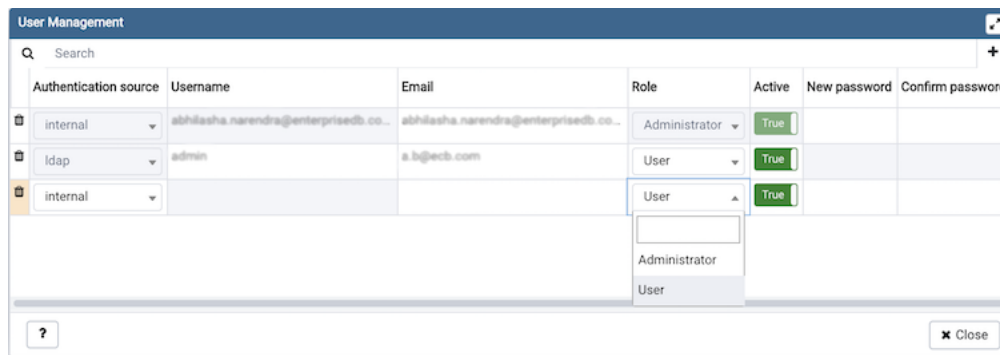 User Management
Search
Authentication source Username Email Role Active New password Confirm passwor
internal abhilasha.narendra@enterprisedb.co... abhilasha.narendra@enterprisedb.co... Administrator True
ldap admin a.b@ecb.com User True
internal User True
Administrator
User
? Close